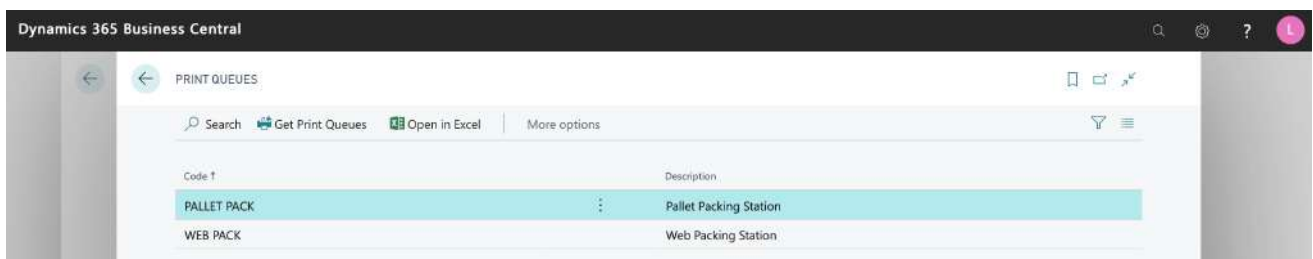 Dynamics 365 Business Central ? L
PRINT QUEUES
Search Get Print Queues Open in Excel More options
Code ↑ Description
PALLET PACK Pallet Packing Station
WEB PACK Web Packing Station